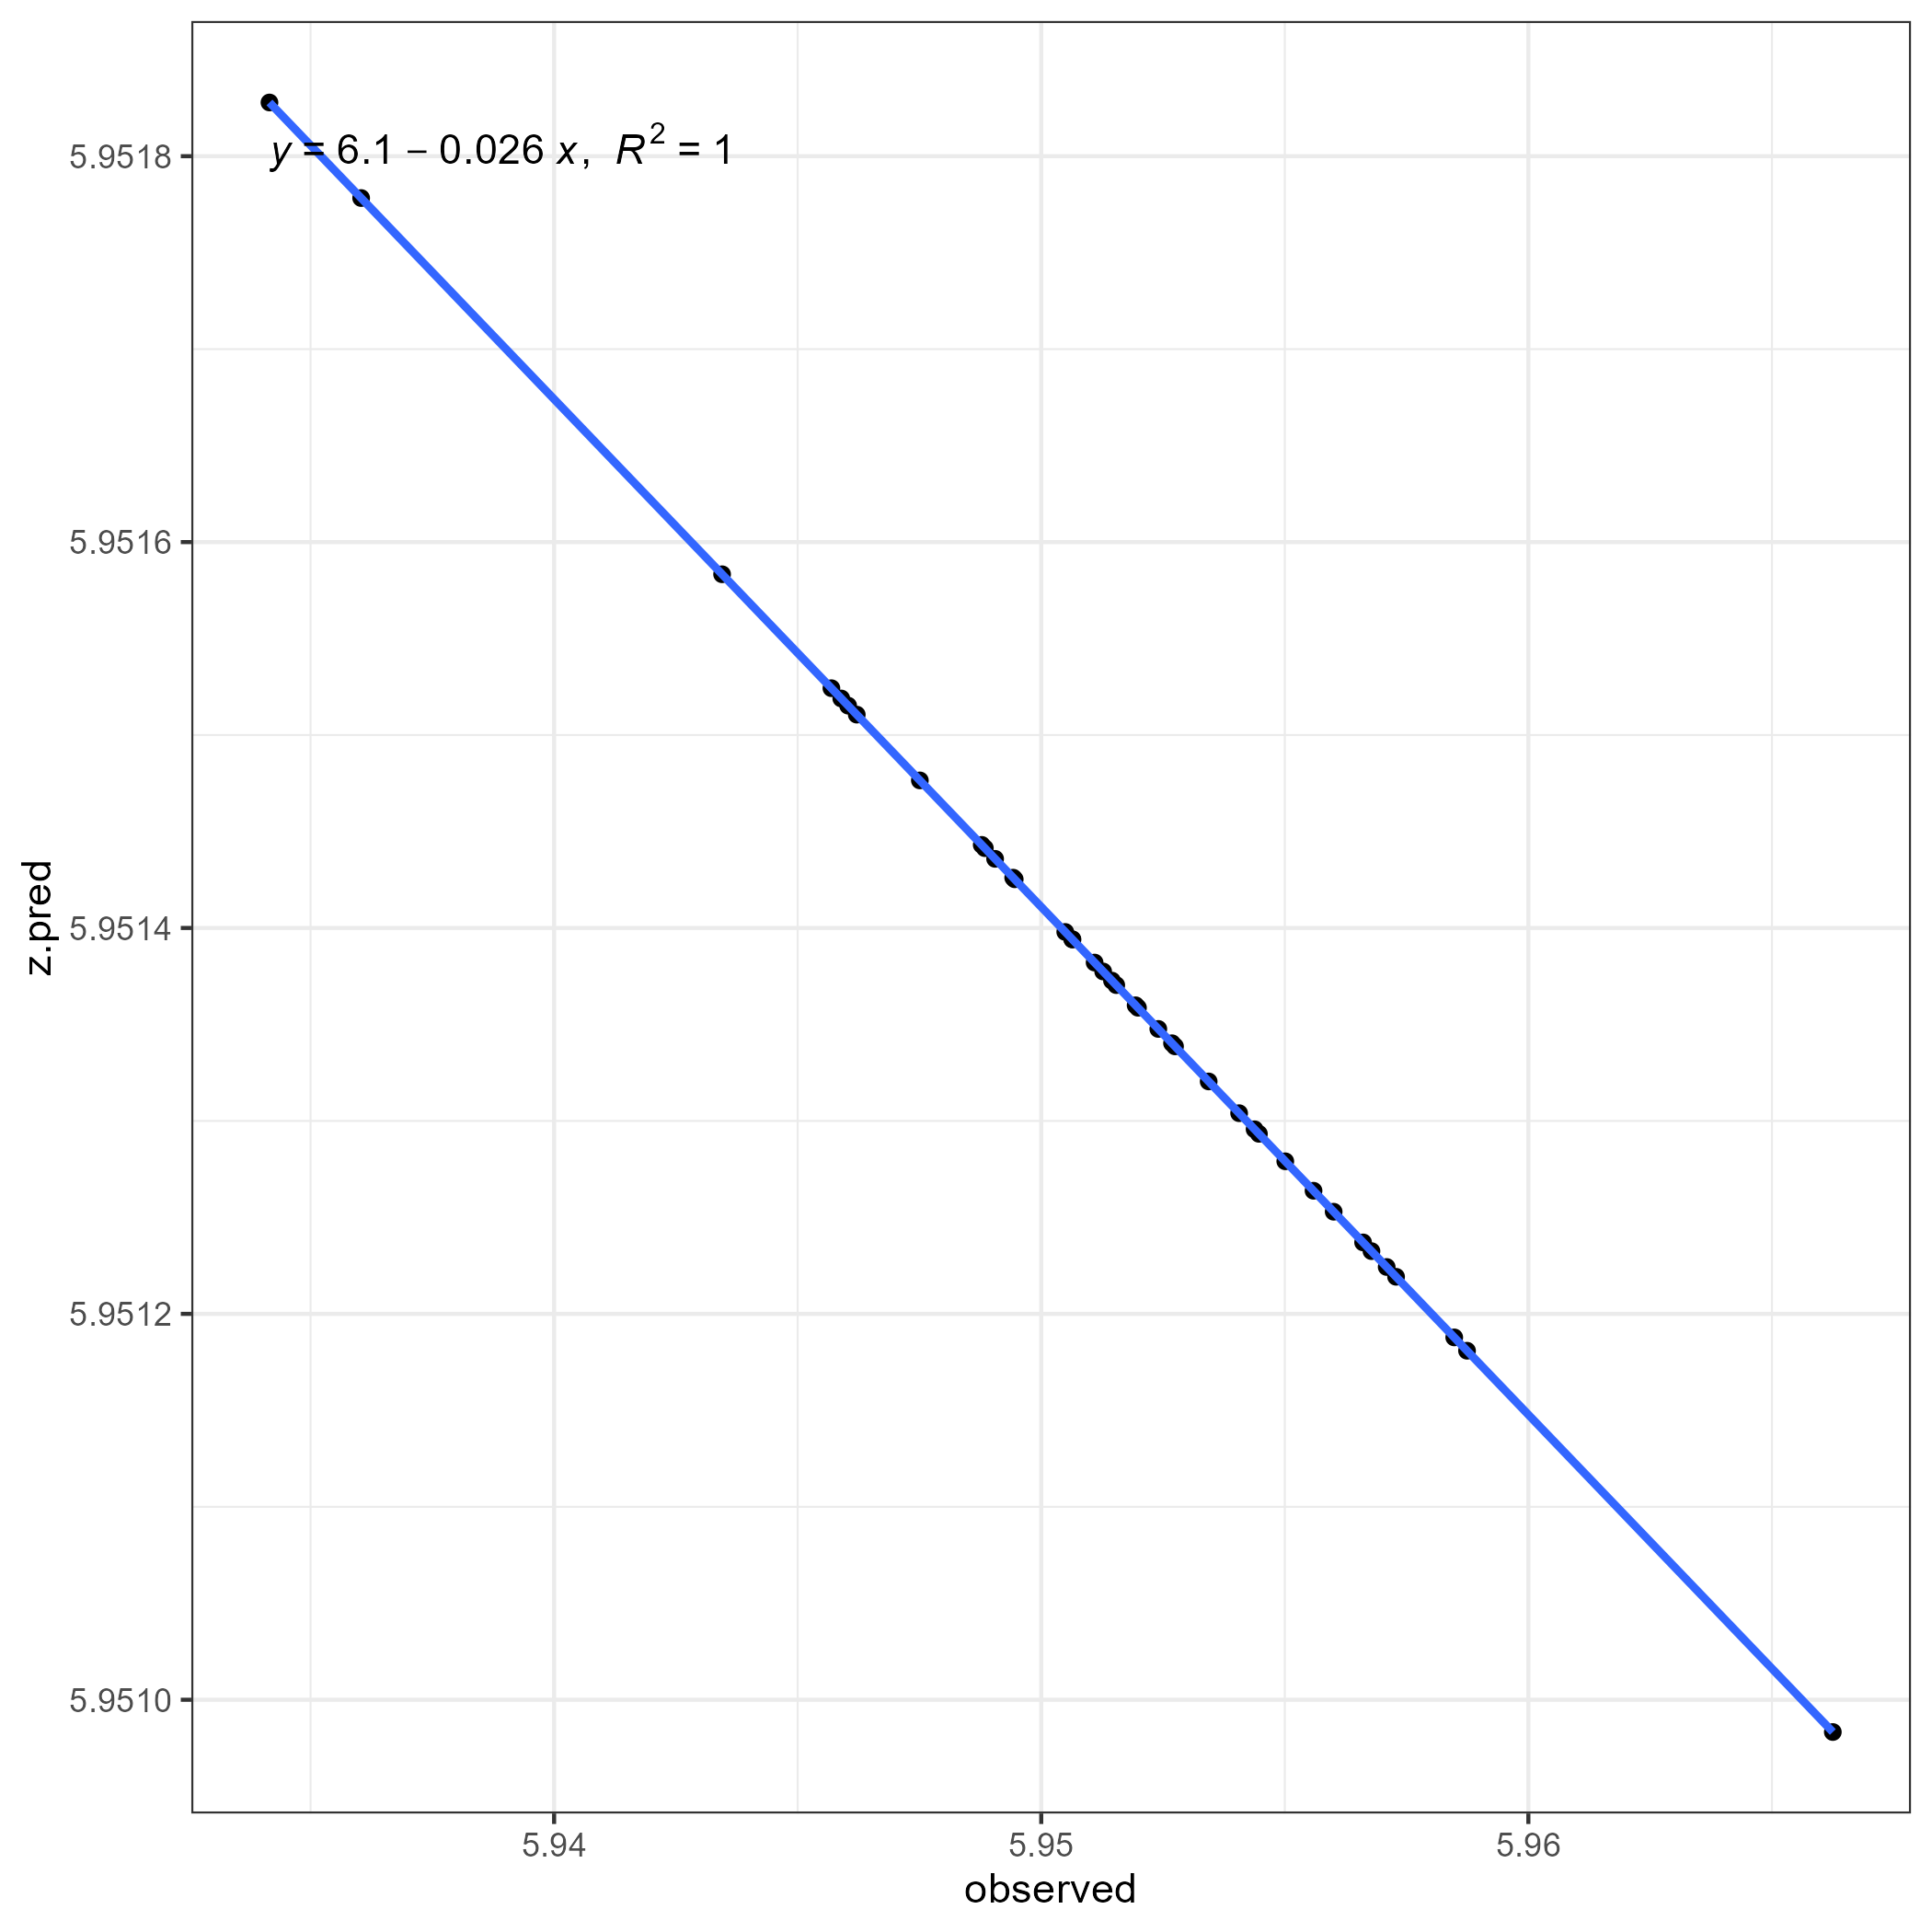 y = 6.1 – 0.026 x, R² = 1
5.9518
5.9516
5.9514
5.9512
5.9510
z.pred
5.94 5.95 5.96
observed